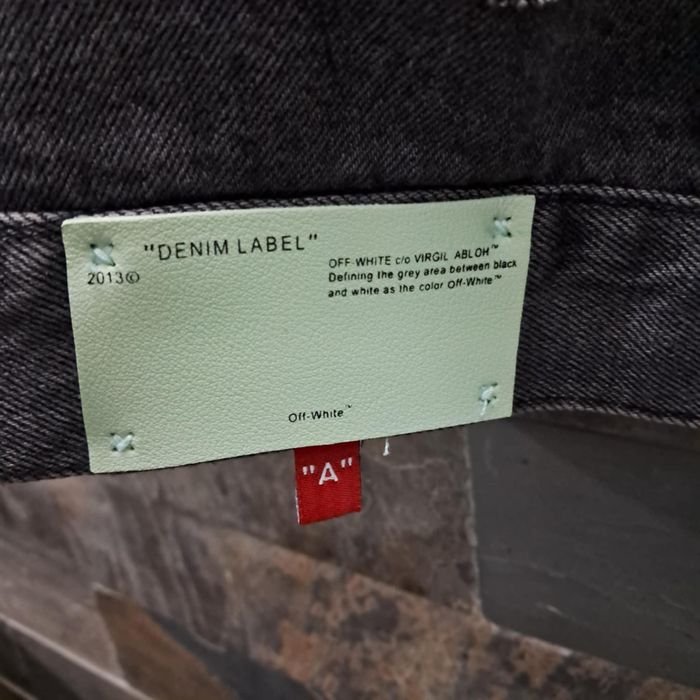 "DENIM LABEL"
2013©
OFF-WHITE c/o VIRGIL ABLOH™
Defining the grey area between black
and white as the color Off-White™
Off-White™
"A"